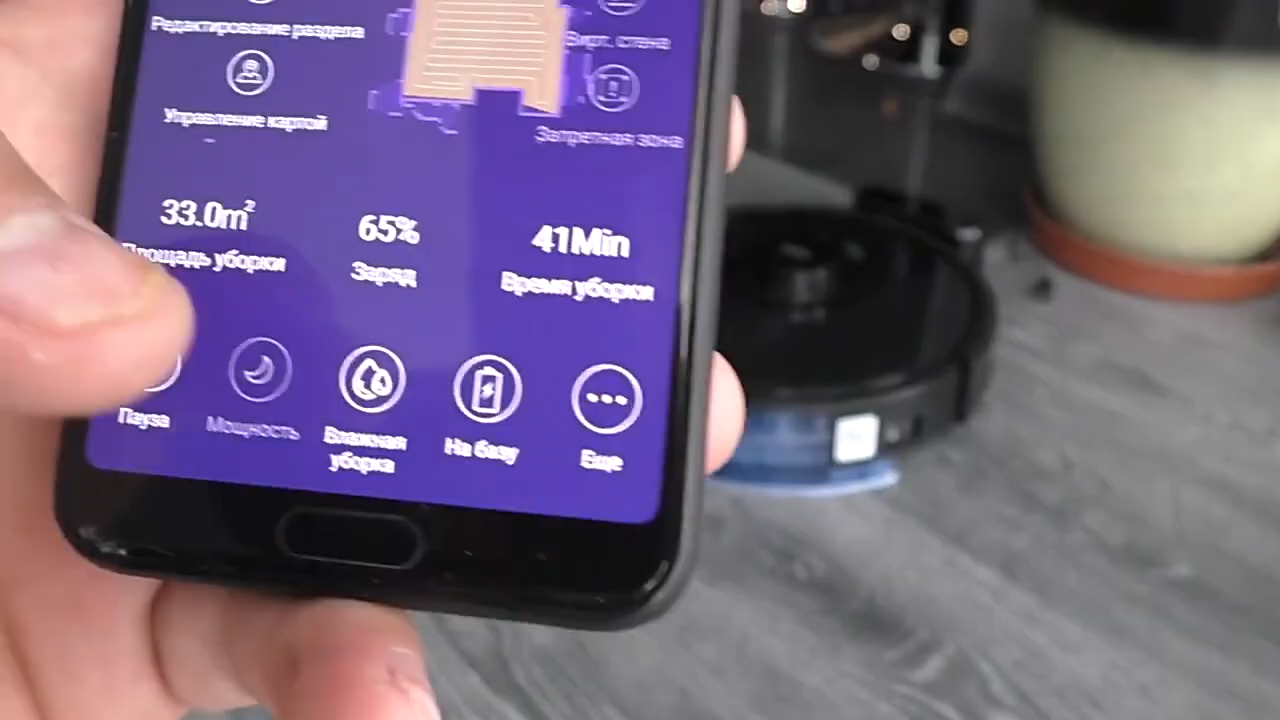 Редактирование раздела
Вирт. стена
Управление картой
Запретная зона
33.0m²
65%
41Min
Площадь уборки
Заряд
Время уборки
Пауза
Мощность
Влажная
уборка
На базу
Еще